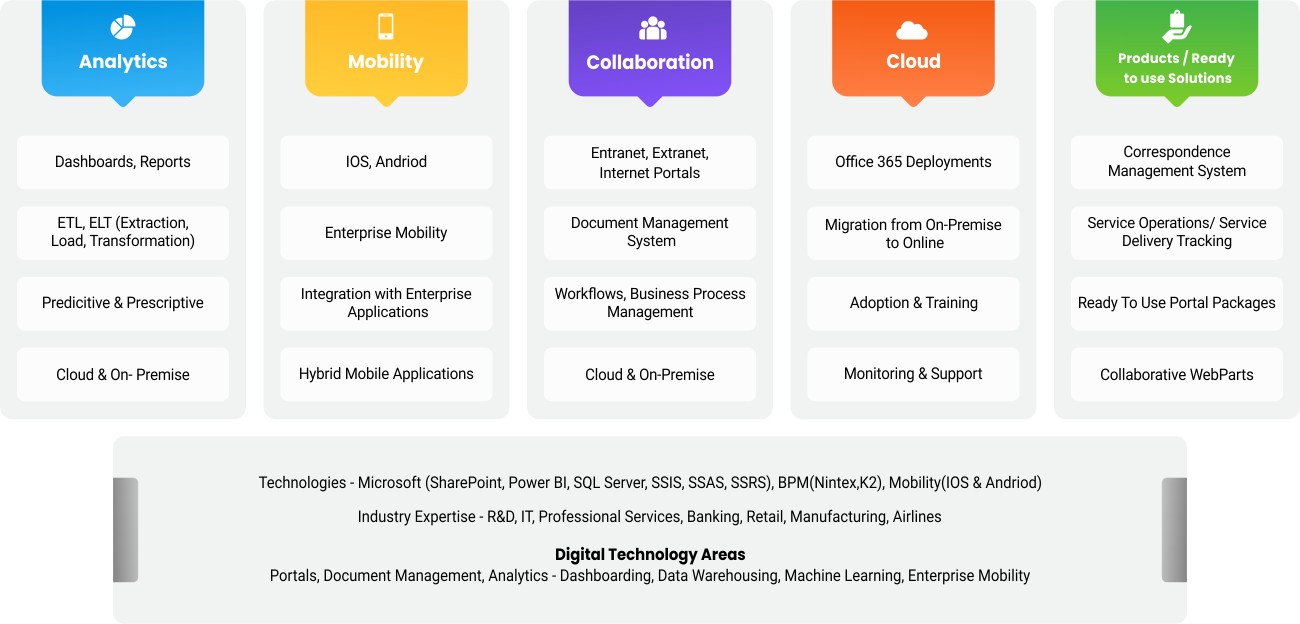 Analytics
Dashboards, Reports
ETL, ELT (Extraction,
Load, Transformation)
Predicitive & Prescriptive
Cloud & On- Premise
Mobility
IOS, Andriod
Enterprise Mobility
Integration with Enterprise
Applications
Hybrid Mobile Applications
Collaboration
Entranet, Extranet,
Internet Portals
Document Management
System
Workflows, Business Process
Management
Cloud & On-Premise
Cloud
Office 365 Deployments
Migration from On-Premise
to Online
Adoption & Training
Monitoring & Support
Products / Ready
to use Solutions
Correspondence
Management System
Service Operations/ Service
Delivery Tracking
Ready To Use Portal Packages
Collaborative WebParts
Technologies - Microsoft (SharePoint, Power BI, SQL Server, SSIS, SSAS, SSRS), BPM(Nintex,K2), Mobility(IOS & Andriod)
Industry Expertise - R&D, IT, Professional Services, Banking, Retail, Manufacturing, Airlines
Digital Technology Areas
Portals, Document Management, Analytics - Dashboarding, Data Warehousing, Machine Learning, Enterprise Mobility